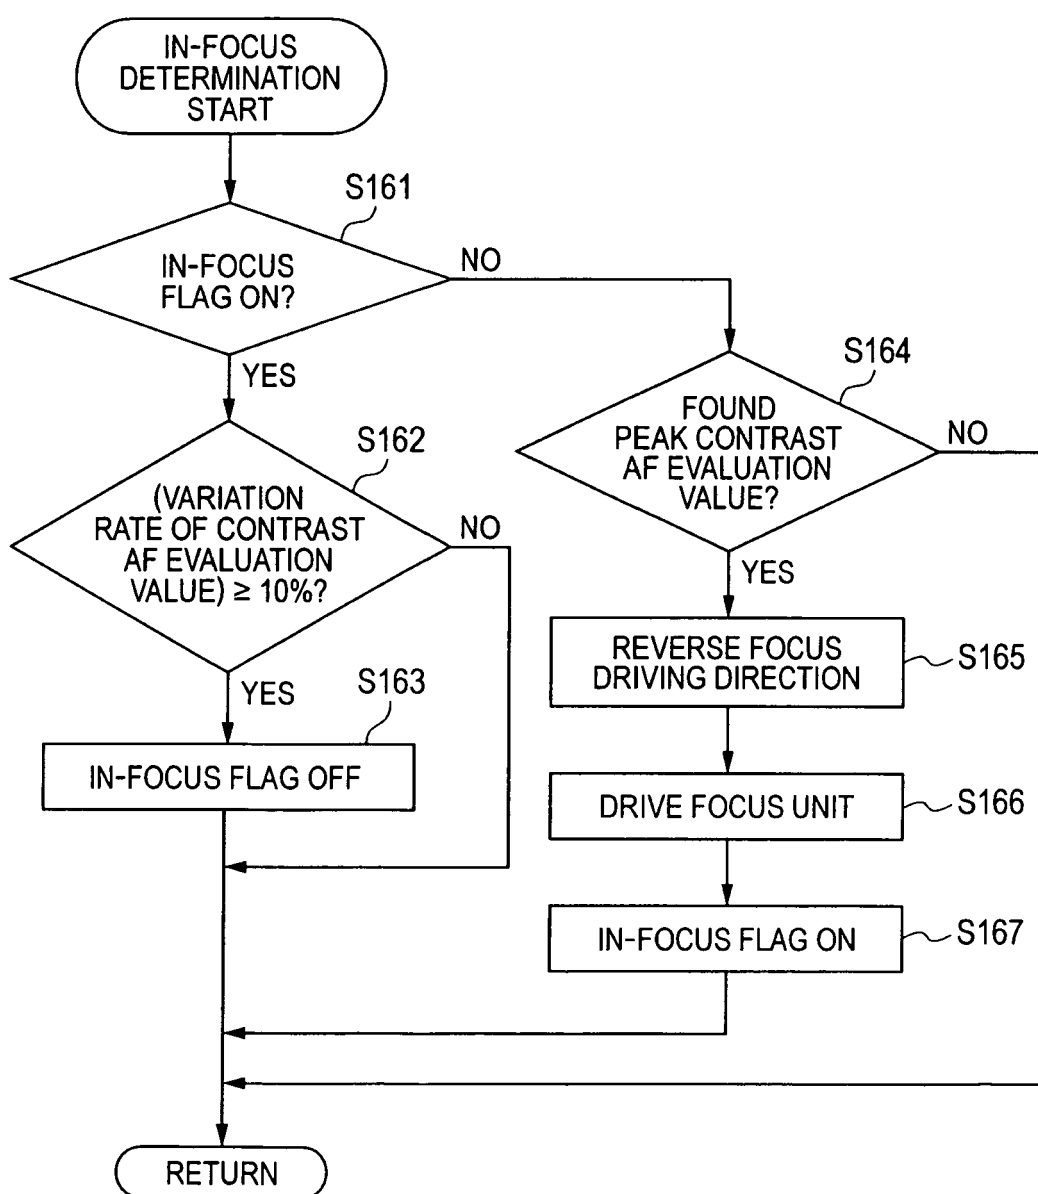 IN-FOCUS
DETERMINATION
START
S161
IN-FOCUS
FLAG ON?
NO
YES
S164
FOUND
PEAK CONTRAST
AF EVALUATION
VALUE?
NO
YES
S162
(VARIATION
RATE OF CONTRAST
AF EVALUATION
VALUE) ≥ 10%?
NO
YES
S163
IN-FOCUS FLAG OFF
REVERSE FOCUS
DRIVING DIRECTION
S165
DRIVE FOCUS UNIT
S166
IN-FOCUS FLAG ON
S167
RETURN